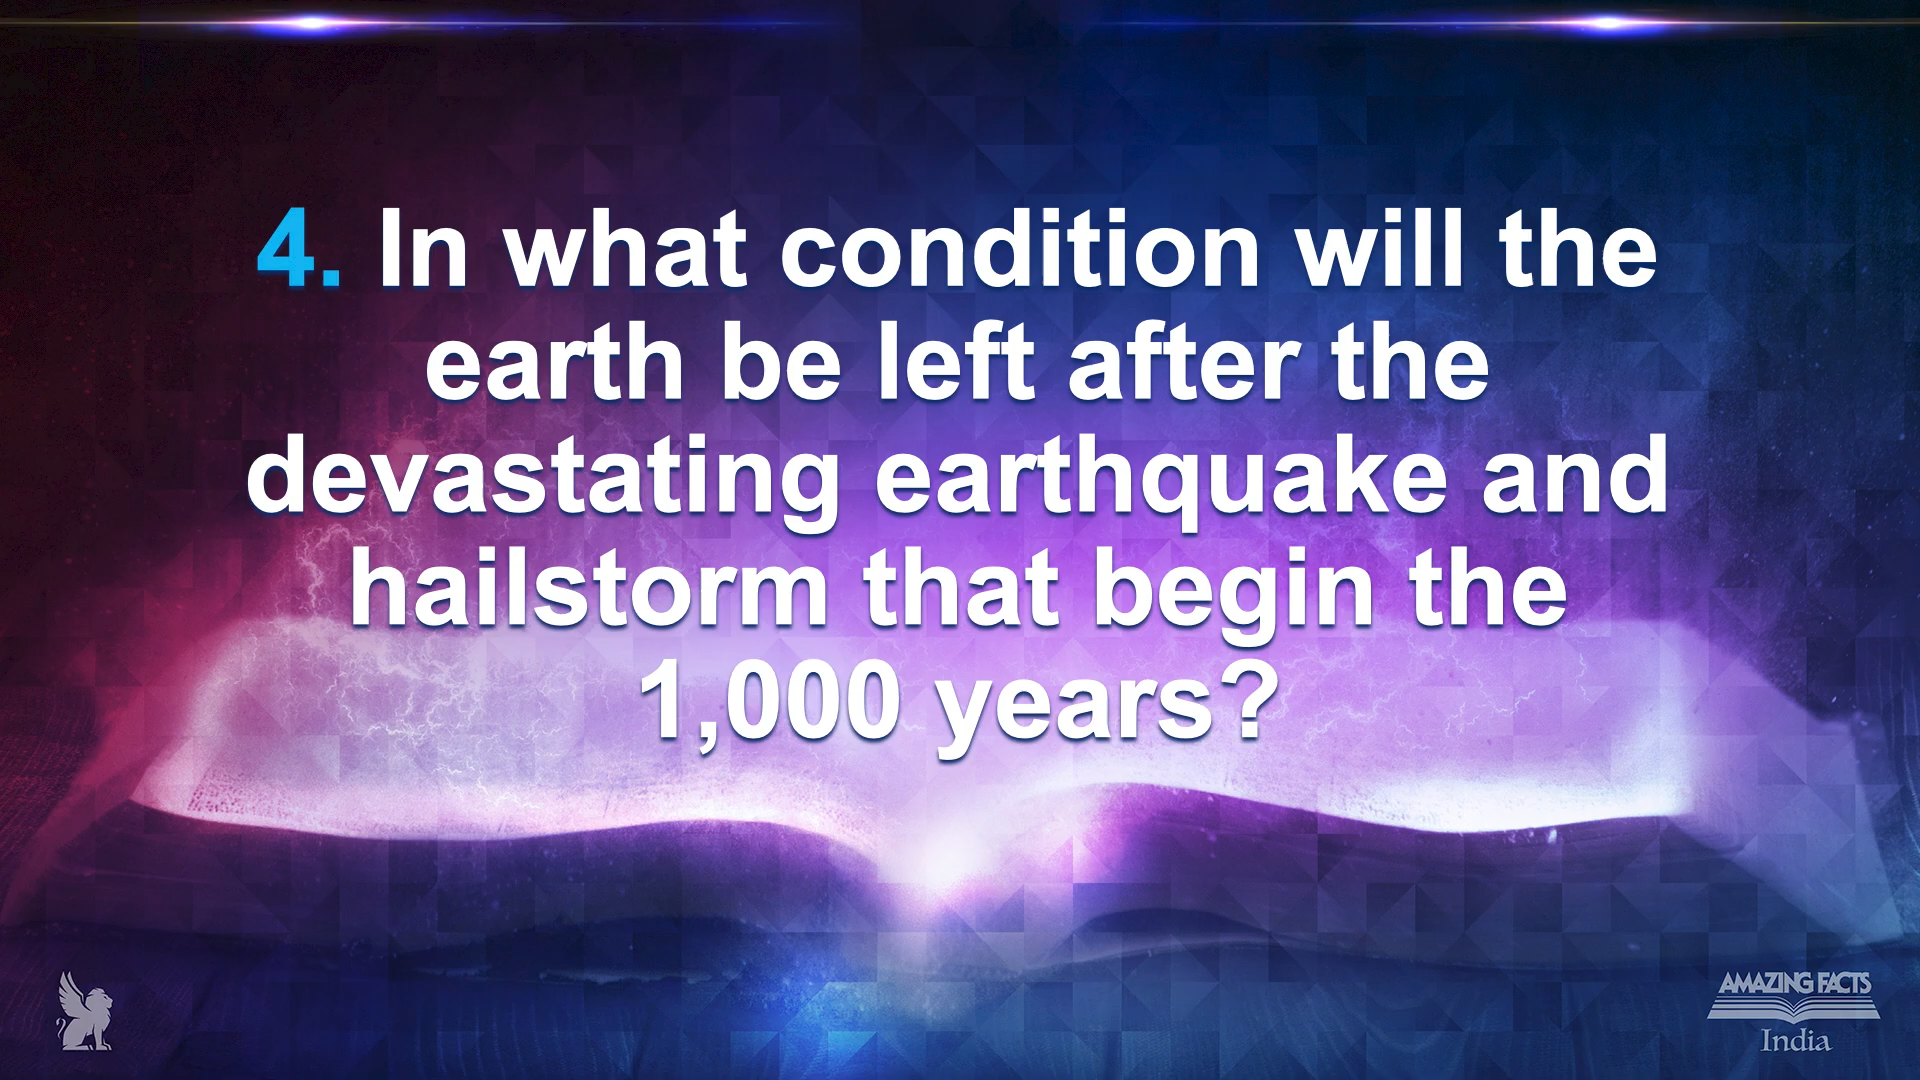 4. In what condition will the
earth be left after the
devastating earthquake and
hailstorm that begin the
1,000 years?
AMAZING FACTS
India